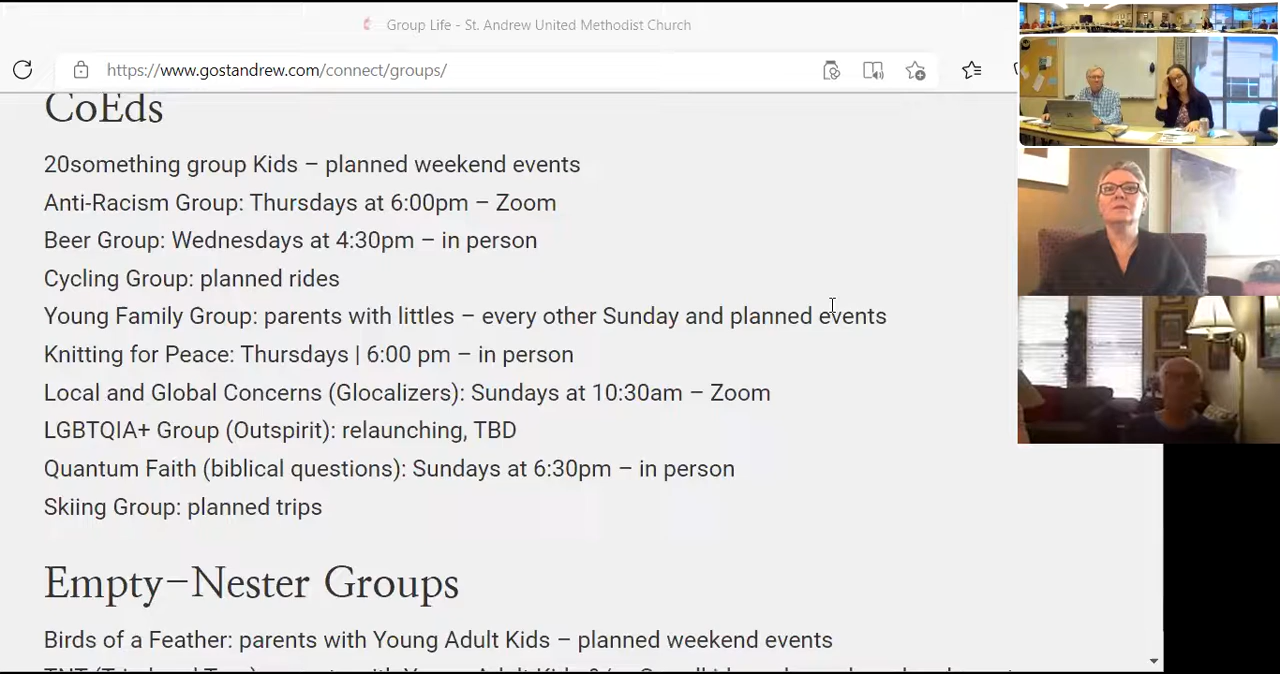 Group Life - St. Andrew United Methodist Church
https://www.gostandrew.com/connect/groups/
CoEds
20something group Kids – planned weekend events
Anti-Racism Group: Thursdays at 6:00pm – Zoom
Beer Group: Wednesdays at 4:30pm – in person
Cycling Group: planned rides
Young Family Group: parents with littles – every other Sunday and planned events
Knitting for Peace: Thursdays | 6:00 pm – in person
Local and Global Concerns (Glocalizers): Sundays at 10:30am – Zoom
LGBTQIA+ Group (Outspirit): relaunching, TBD
Quantum Faith (biblical questions): Sundays at 6:30pm – in person
Skiing Group: planned trips
Empty-Nester Groups
Birds of a Feather: parents with Young Adult Kids – planned weekend events